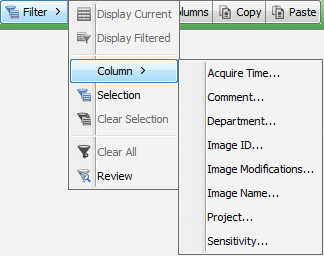 Filter >
olumns
Copy
Paste
Display Current
Display Filtered
Column >
Selection
Clear Selection
Clear All
Review
Acquire Time...
Comment...
Department...
Image ID...
Image Modifications...
Image Name...
Project...
Sensitivity...